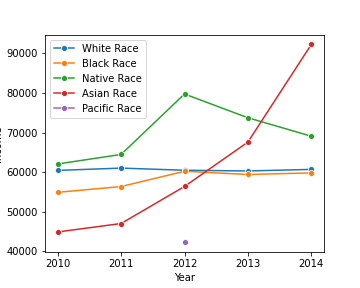 White Race
Black Race
Native Race
Asian Race
Pacific Race
90000
80000
70000
60000
50000
40000
2010
2011
2012
2013
2014
Year